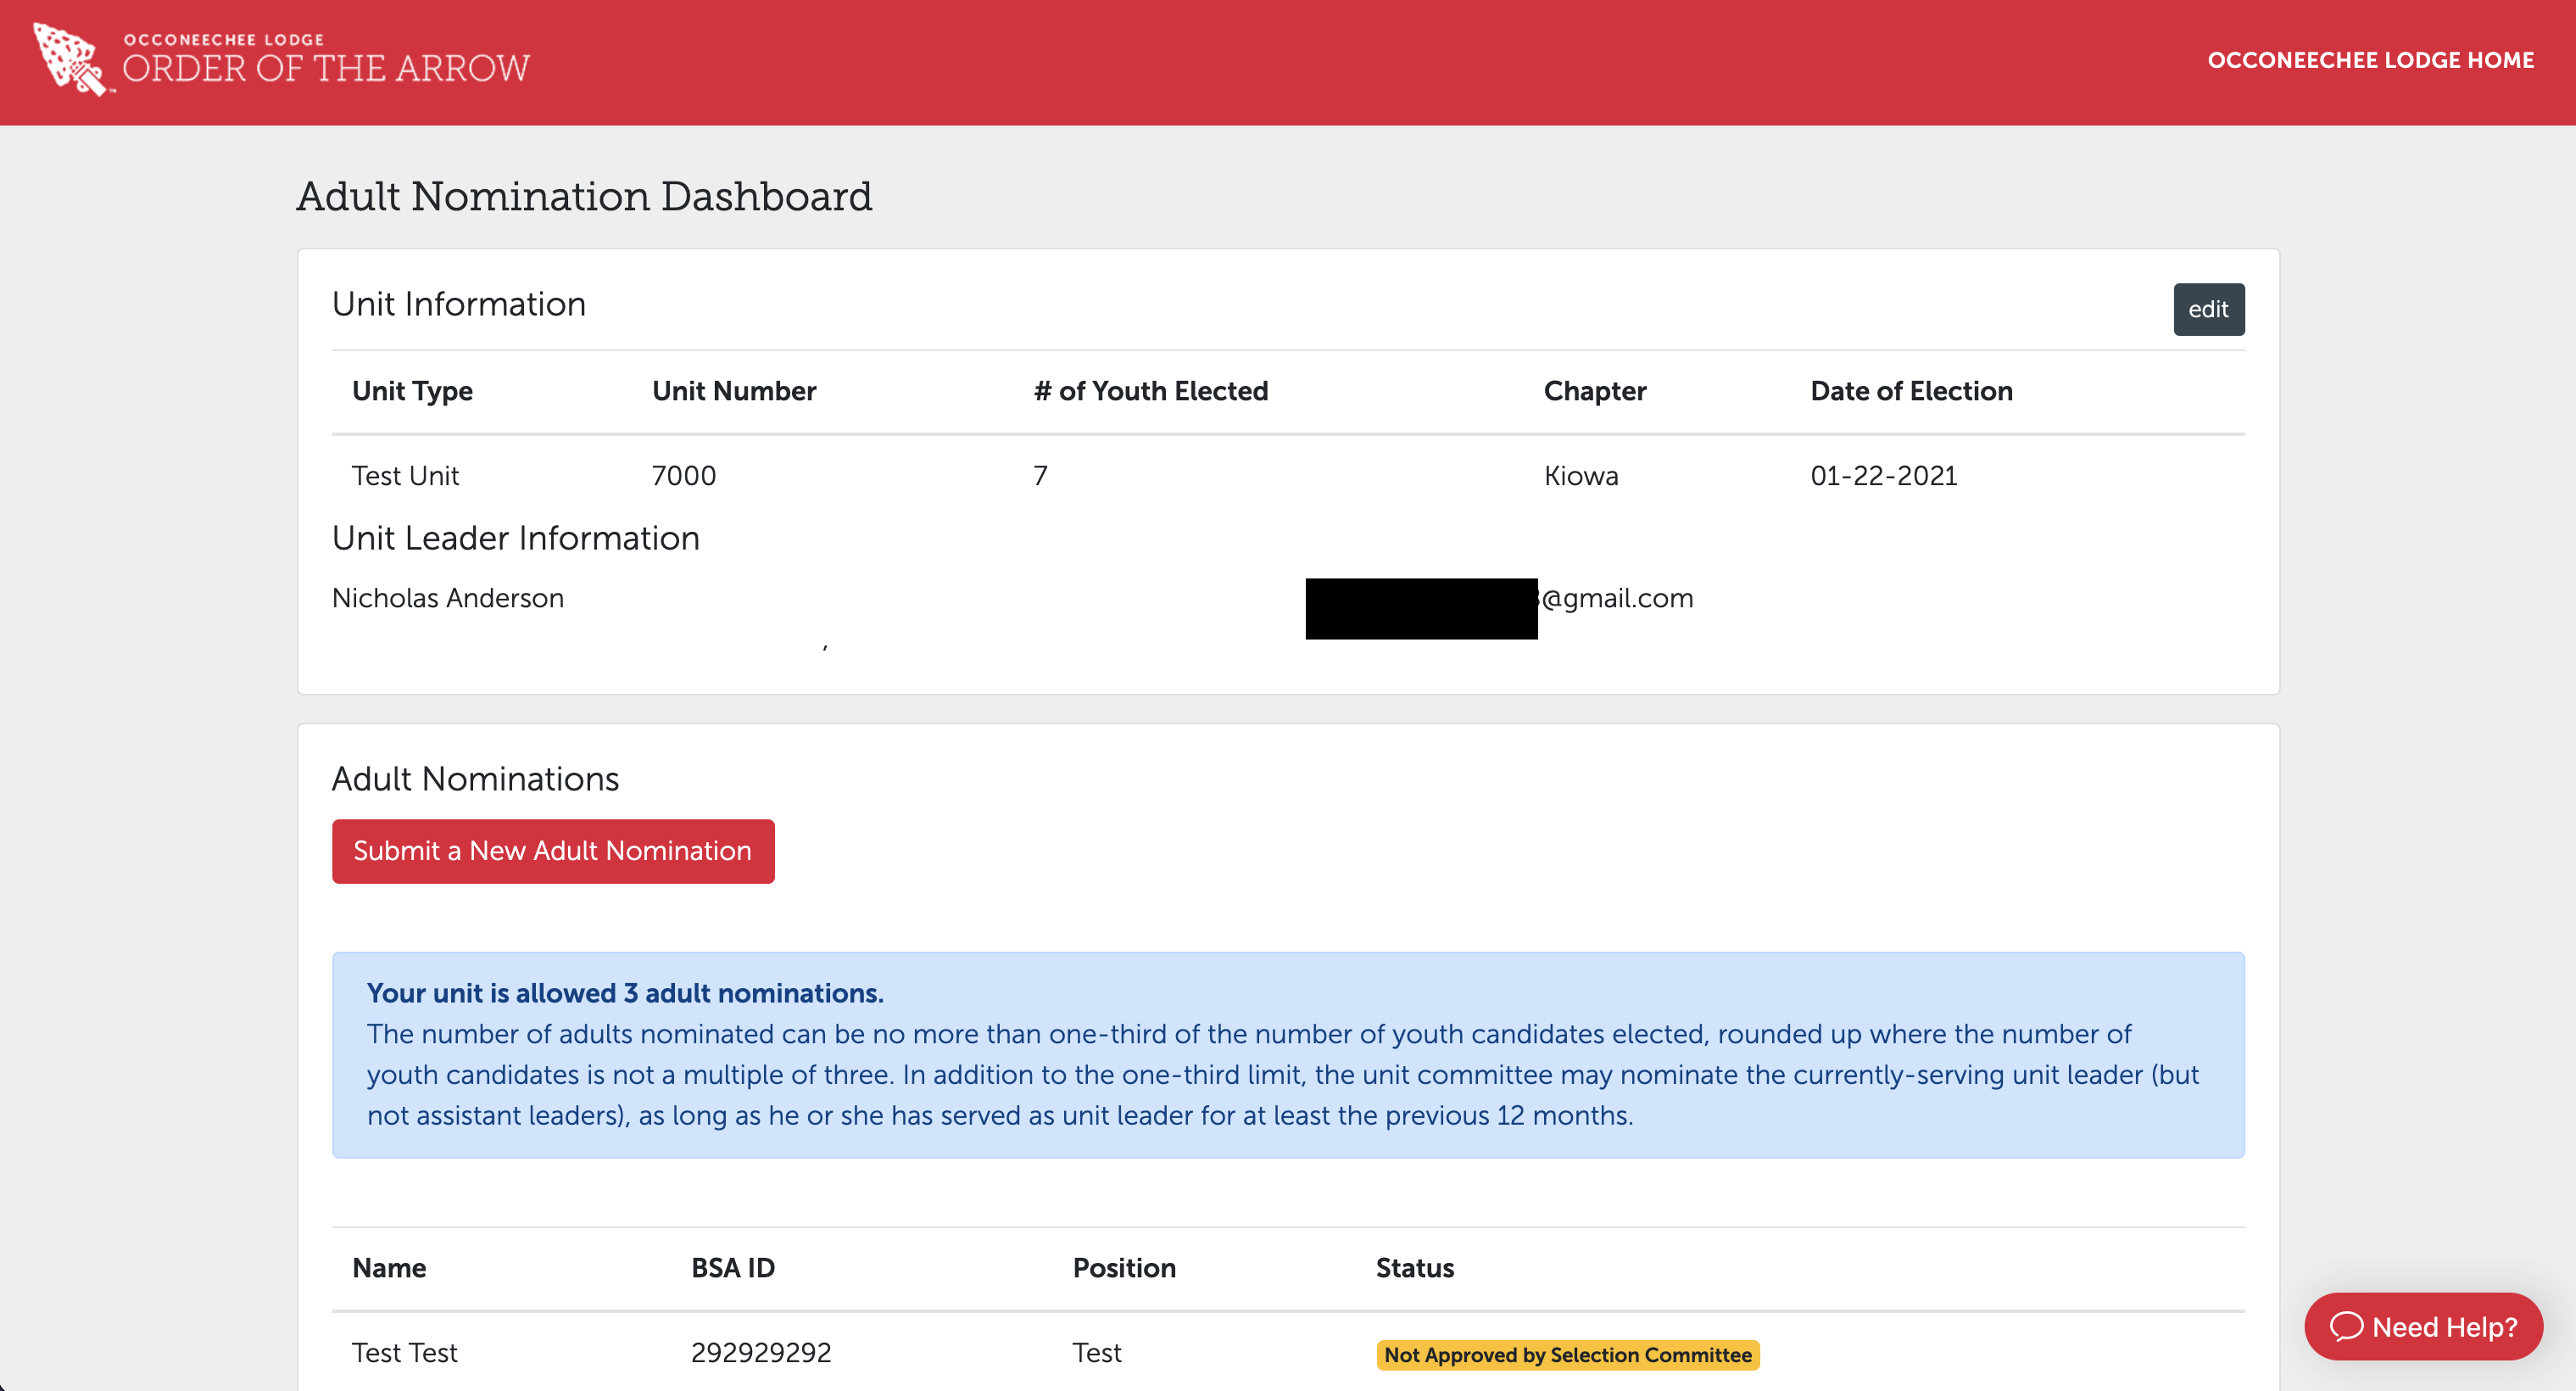 OCCONEECHEE LODGE
ORDER OF THE ARROW™
OCCONEECHEE LODGE HOME
Adult Nomination Dashboard
Unit Information
edit
Unit Type Unit Number # of Youth Elected Chapter Date of Election
Test Unit 7000 7 Kiowa 01-22-2021
Unit Leader Information
Nicholas Anderson @gmail.com
,
Adult Nominations
Submit a New Adult Nomination
Your unit is allowed 3 adult nominations.
The number of adults nominated can be no more than one-third of the number of youth candidates elected, rounded up where the number of
youth candidates is not a multiple of three. In addition to the one-third limit, the unit committee may nominate the currently-serving unit leader (but
not assistant leaders), as long as he or she has served as unit leader for at least the previous 12 months.
Name BSA ID Position Status
Test Test 292929292 Test Not Approved by Selection Committee
Need Help?